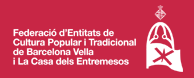 Federació d'Entitats de
Cultura Popular i Tradicional
de Barcelona Vella
i La Casa dels Entremesos